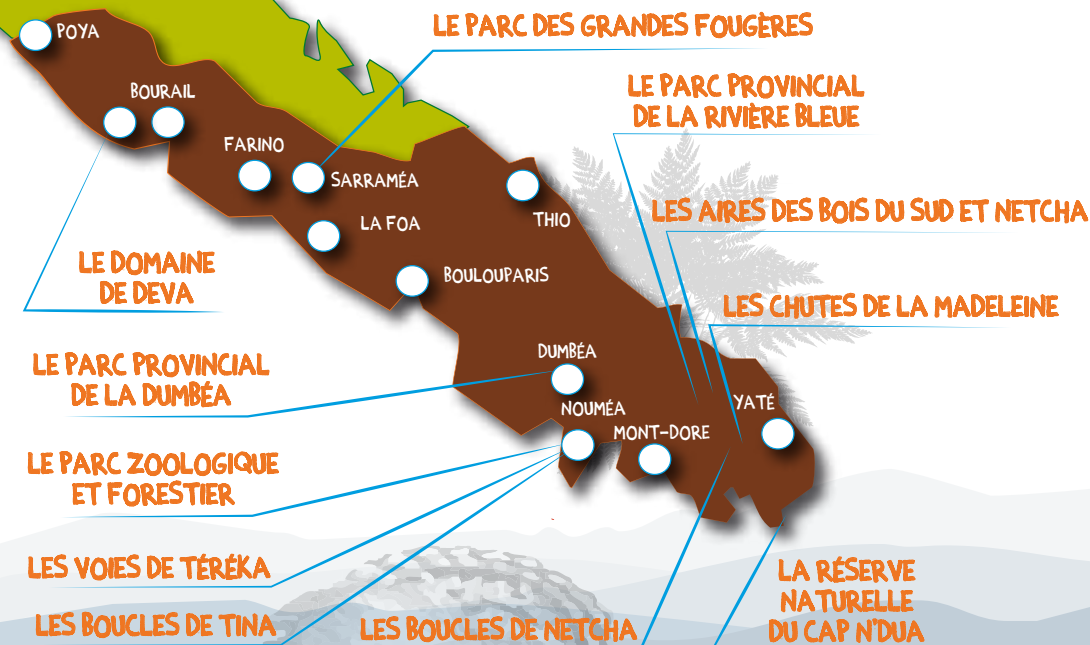 LE PARC DES GRANDES FOUGÈRES
POYA
LE PARC PROVINCIAL
DE LA RIVIÈRE BLEUE
BOURAIL
FARINO
SARRAMÉA
LES AIRES DES BOIS DU SUD ET NETCHA
THIO
LA FOA
LE DOMAINE
DE DEVA
BOULOUPARIS
LES CHUTES DE LA MADELEINE
LE PARC PROVINCIAL
DE LA DUMBÉA
DUMBÉA
NOUMÉA
YATÉ
MONT-DORE
LE PARC ZOOLOGIQUE
ET FORESTIER
LES VOIES DE TÉRÉKA
LES BOUCLES DE TINA
LES BOUCLES DE NETCHA
LA RÉSERVE
NATURELLE
DU CAP N'DUA